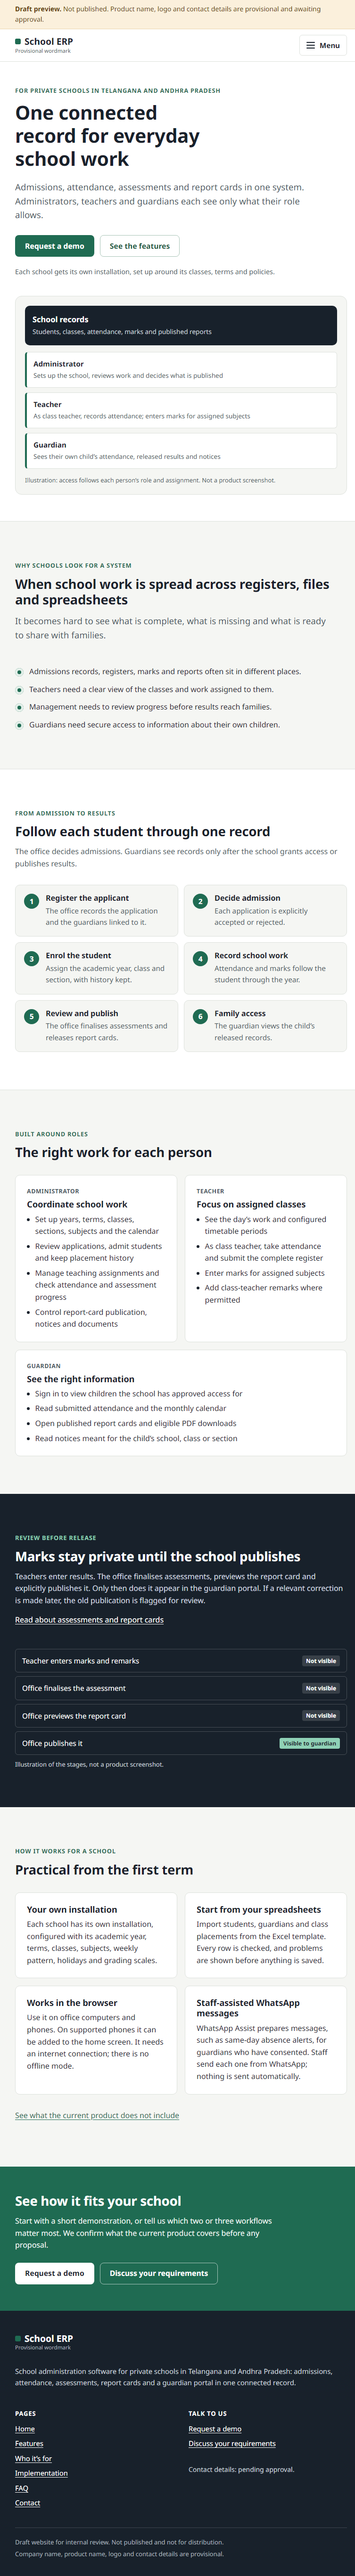 Draft preview. Not published. Product name, logo and contact details are provisional and awaiting
approval.
School ERP
Provisional wordmark
Menu
FOR PRIVATE SCHOOLS IN TELANGANA AND ANDHRA PRADESH
One connected
record for everyday
school work
Admissions, attendance, assessments and report cards in one system.
Administrators, teachers and guardians each see only what their role
allows.
Request a demo
See the features
Each school gets its own installation, set up around its classes, terms and policies.
School records
Students, classes, attendance, marks and published reports
Administrator
Sets up the school, reviews work and decides what is published
Teacher
As class teacher, records attendance; enters marks for assigned subjects
Guardian
Sees their own child's attendance, released results and notices
Illustration: access follows each person's role and assignment. Not a product screenshot.
WHY SCHOOLS LOOK FOR A SYSTEM
When school work is spread across registers, files
and spreadsheets
It becomes hard to see what is complete, what is missing and what is ready
to share with families.
Admissions records, registers, marks and reports often sit in different places.
Teachers need a clear view of the classes and work assigned to them.
Management needs to review progress before results reach families.
Guardians need secure access to information about their own children.
FROM ADMISSION TO RESULTS
Follow each student through one record
The office decides admissions. Guardians see records only after the school grants access or
publishes results.
1
Register the applicant
The office records the application
and the guardians linked to it.
2
Decide admission
Each application is explicitly
accepted or rejected.
3
Enrol the student
Assign the academic year, class and
section, with history kept.
4
Record school work
Attendance and marks follow the
student through the year.
5
Review and publish
The office finalises assessments and
releases report cards.
6
Family access
The guardian views the child's
released records.
BUILT AROUND ROLES
The right work for each person
ADMINISTRATOR
Coordinate school work
Set up years, terms, classes,
sections, subjects and the calendar
Review applications, admit students
and keep placement history
Manage teaching assignments and
check attendance and assessment
progress
Control report-card publication,
notices and documents
TEACHER
Focus on assigned classes
See the day's work and configured
timetable periods
As class teacher, take attendance
and submit the complete register
Enter marks for assigned subjects
Add class-teacher remarks where
permitted
GUARDIAN
See the right information
Sign in to view children the school has approved access for
Read submitted attendance and the monthly calendar
Open published report cards and eligible PDF downloads
Read notices meant for the child's school, class or section
REVIEW BEFORE RELEASE
Marks stay private until the school publishes
Teachers enter results. The office finalises assessments, previews the report card and
explicitly publishes it. Only then does it appear in the guardian portal. If a relevant correction
is made later, the old publication is flagged for review.
Read about assessments and report cards
Teacher enters marks and remarks
Not visible
Office finalises the assessment
Not visible
Office previews the report card
Not visible
Office publishes it
Visible to guardian
Illustration of the stages, not a product screenshot.
HOW IT WORKS FOR A SCHOOL
Practical from the first term
Your own installation
Each school has its own installation,
configured with its academic year,
terms, classes, subjects, weekly
pattern, holidays and grading scales.
Start from your spreadsheets
Import students, guardians and class
placements from the Excel template.
Every row is checked, and problems
are shown before anything is saved.
Works in the browser
Use it on office computers and
phones. On supported phones it can
be added to the home screen. It needs
an internet connection; there is no
offline mode.
Staff-assisted WhatsApp
messages
WhatsApp Assist prepares messages,
such as same-day absence alerts, for
guardians who have consented. Staff
send each one from WhatsApp;
nothing is sent automatically.
See what the current product does not include
See how it fits your school
Start with a short demonstration, or tell us which two or three workflows
matter most. We confirm what the current product covers before any
proposal.
Request a demo
Discuss your requirements
School ERP
Provisional wordmark
School administration software for private schools in Telangana and Andhra Pradesh: admissions,
attendance, assessments, report cards and a guardian portal in one connected record.
PAGES
Home
Features
Who it's for
Implementation
FAQ
Contact
TALK TO US
Request a demo
Discuss your requirements
Contact details: pending approval.
Draft website for internal review. Not published and not for distribution.
Company name, product name, logo and contact details are provisional.